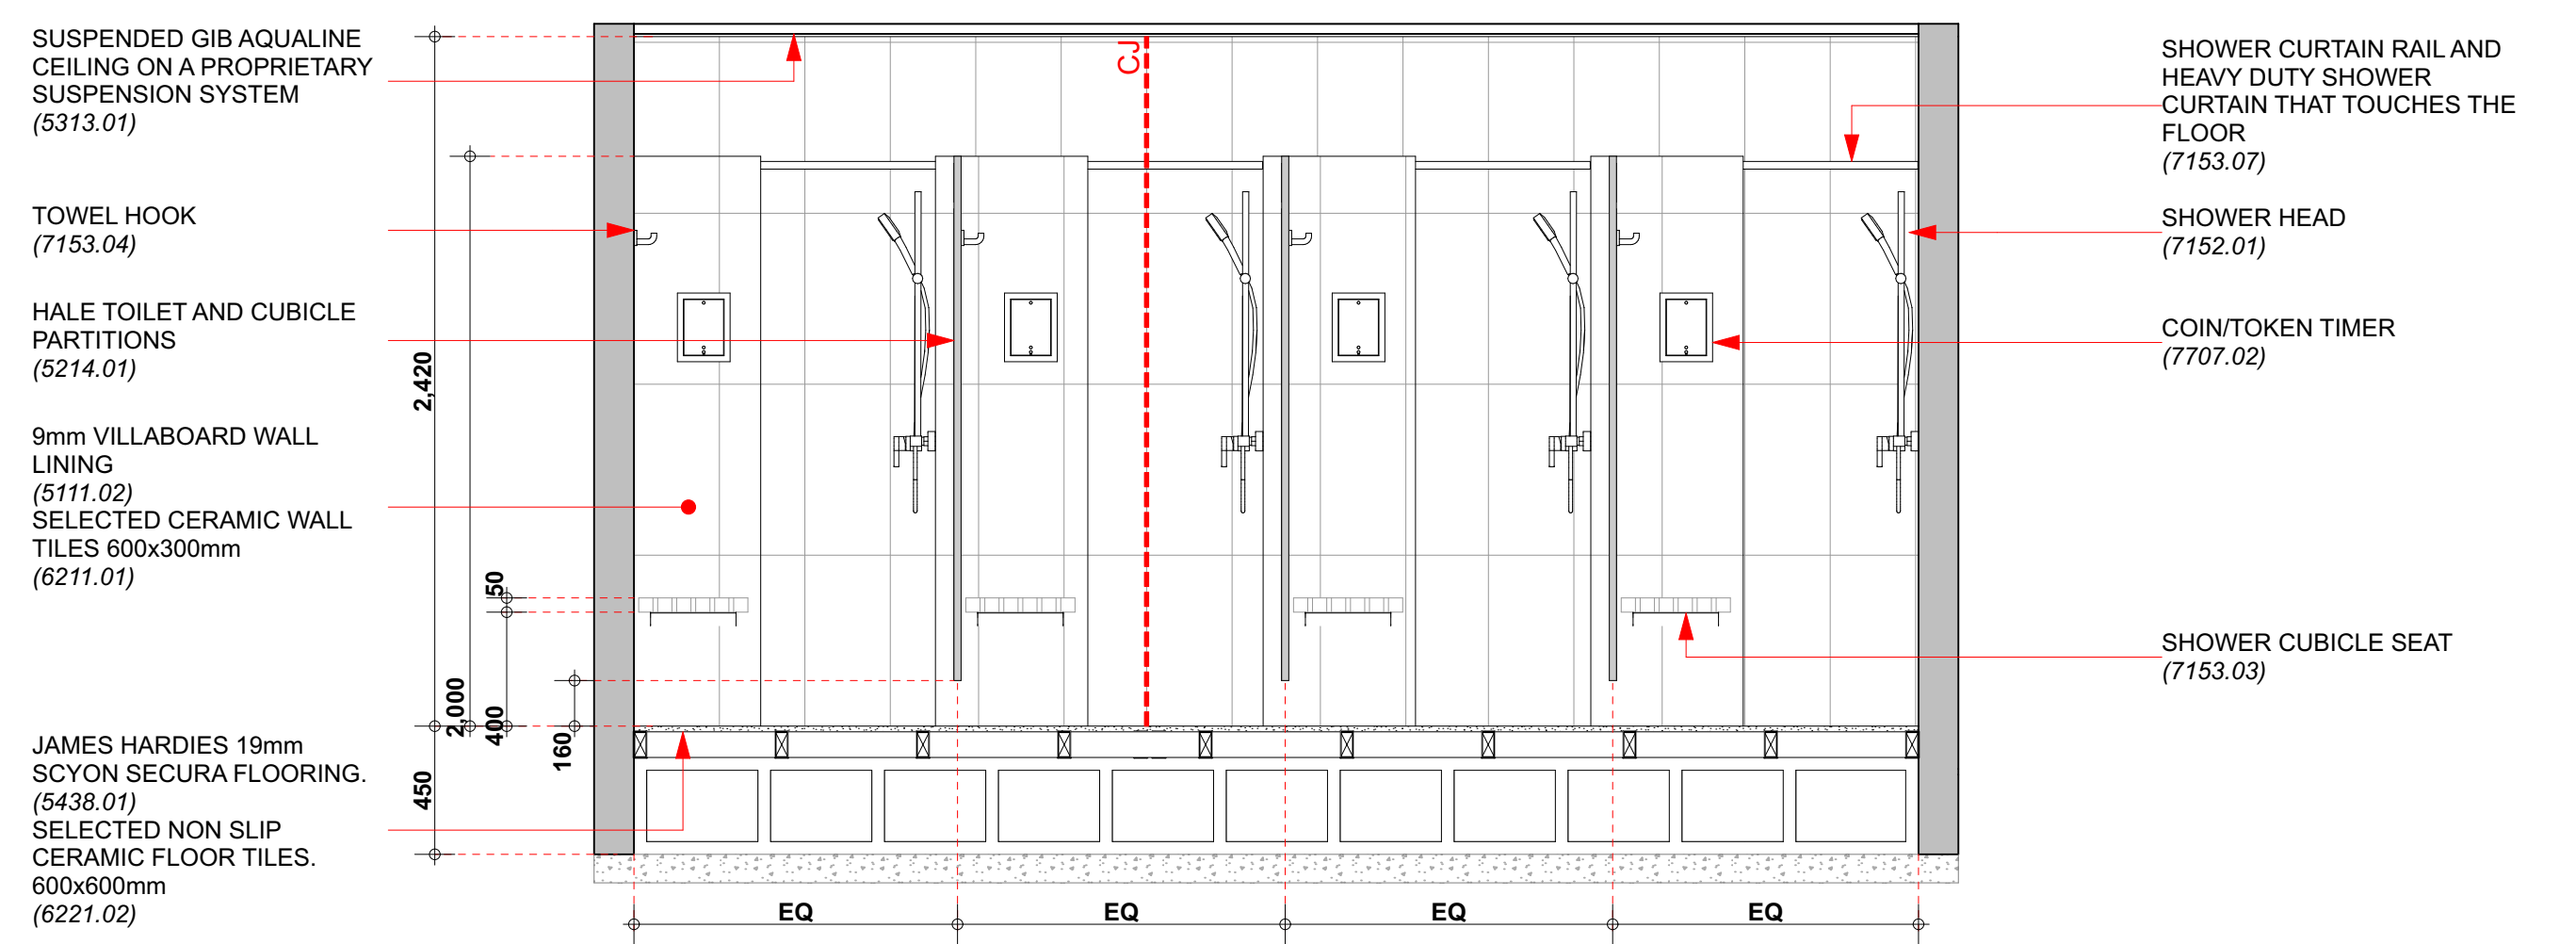 SUSPENDED GIB AQUALINE
CEILING ON A PROPRIETARY
SUSPENSION SYSTEM
(5313.01)
TOWEL HOOK
(7153.04)
HALE TOILET AND CUBICLE
PARTITIONS
(5214.01)
9mm VILLABOARD WALL
LINING
(5111.02)
SELECTED CERAMIC WALL
TILES 600x300mm
(6211.01)
JAMES HARDIES 19mm
SCYON SECURA FLOORING.
(5438.01)
SELECTED NON SLIP
CERAMIC FLOOR TILES.
600x600mm
(6221.02)
2,420
450
2,000
50
400
160
CJ
EQ
EQ
EQ
EQ
SHOWER CURTAIN RAIL AND
HEAVY DUTY SHOWER
CURTAIN THAT TOUCHES THE
FLOOR
(7153.07)
SHOWER HEAD
(7152.01)
COIN/TOKEN TIMER
(7707.02)
SHOWER CUBICLE SEAT
(7153.03)